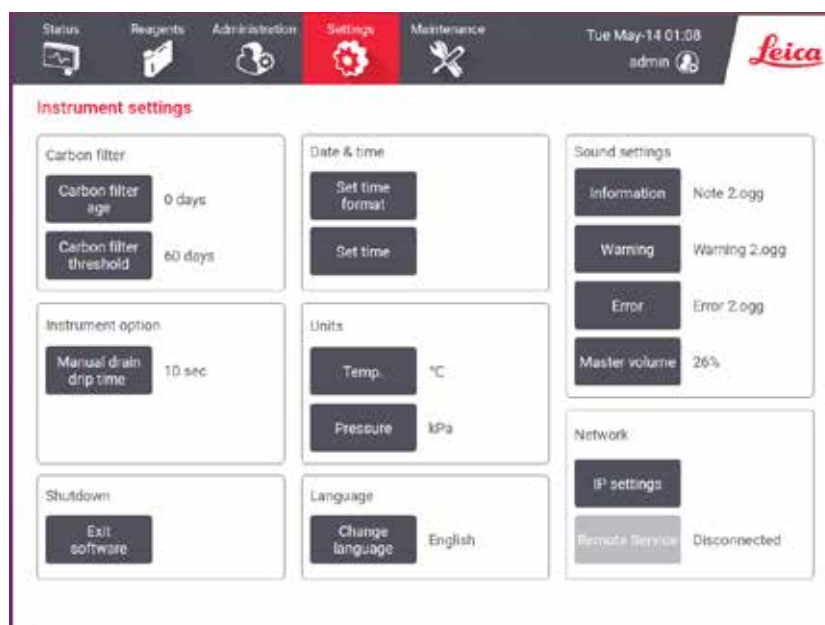 Status Reagents Administration Settings Maintenance
Tue May-14 01:08
admin
Leica
Instrument settings
Carbon filter
Carbon filter
age
0 days
Carbon filter
threshold
60 days
Instrument option
Manual drain
drip time
10 sec
Shutdown
Exit
software
Date & time
Set time
format
Set time
Units
Temp.
°C
Pressure
kPa
Language
Change
language
English
Sound settings
Information
Note 2.ogg
Warning
Warning 2.ogg
Error
Error 2.ogg
Master volume
26%
Network
IP settings
Remote Service
Disconnected